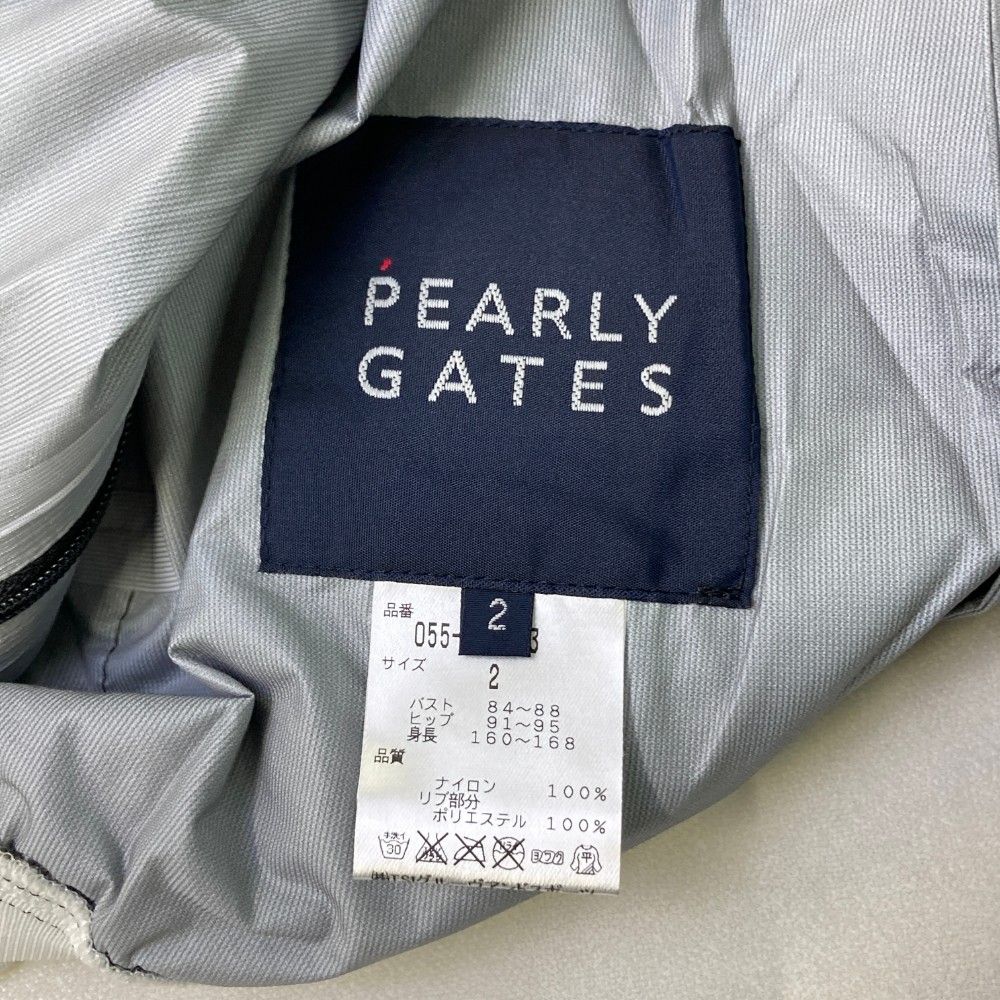 PEARLY
GATES
2
品番
055-
サイズ
2
バスト 84～88
ヒップ 91～95
身長 160～168
品質
ナイロン 100%
リブ部分
ポリエステル 100%
30
平